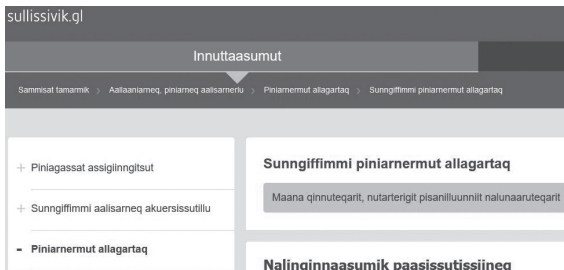 sullissivik.gl
Innuttaasumut
Sammisat tamarmik > Aallaaniarneq, piniarneq aalisarnerlu > Piniarnermut allagartaq > Sunngiffimmi piniarnermut allagartaq
+ Piniagassat assigiinngitsut
+ Sunngiffimmi aalisarneq akuersissutillu
- Piniarnermut allagartaq
Sunngiffimmi piniarnermut allagartaq
Maana qinnuteqarit, nutarterigit pisanilluunniit nalunaaruteqarit
Nalinginnaasumik paasissutissiineq